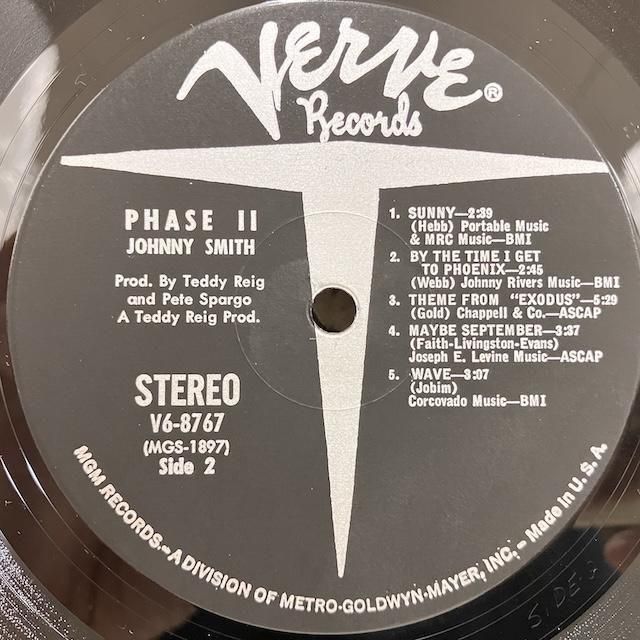 Verve®
Records
PHASE II
JOHNNY SMITH
Prod. By Teddy Reig
and Pete Spargo
A Teddy Reig Prod.
STEREO
V6-8767
(MGS-1897)
Side 2
1. SUNNY—2:39
(Hebb) Portable Music
& MRC Music—BMI
2. BY THE TIME I GET
TO PHOENIX—2:45
(Webb) Johnny Rivers Music—BMI
3. THEME FROM "EXODUS"—5:29
(Gold) Chappell & Co.—ASCAP
4. MAYBE SEPTEMBER—3:37
(Faith-Livingston-Evans)
Joseph E. Levine Music—ASCAP
5. WAVE—3:07
(Jobim)
Corcovado Music—BMI
MGM RECORDS—A DIVISION OF METRO-GOLDWYN-MAYER, INC.—Made in U.S.A.
SIDE 2